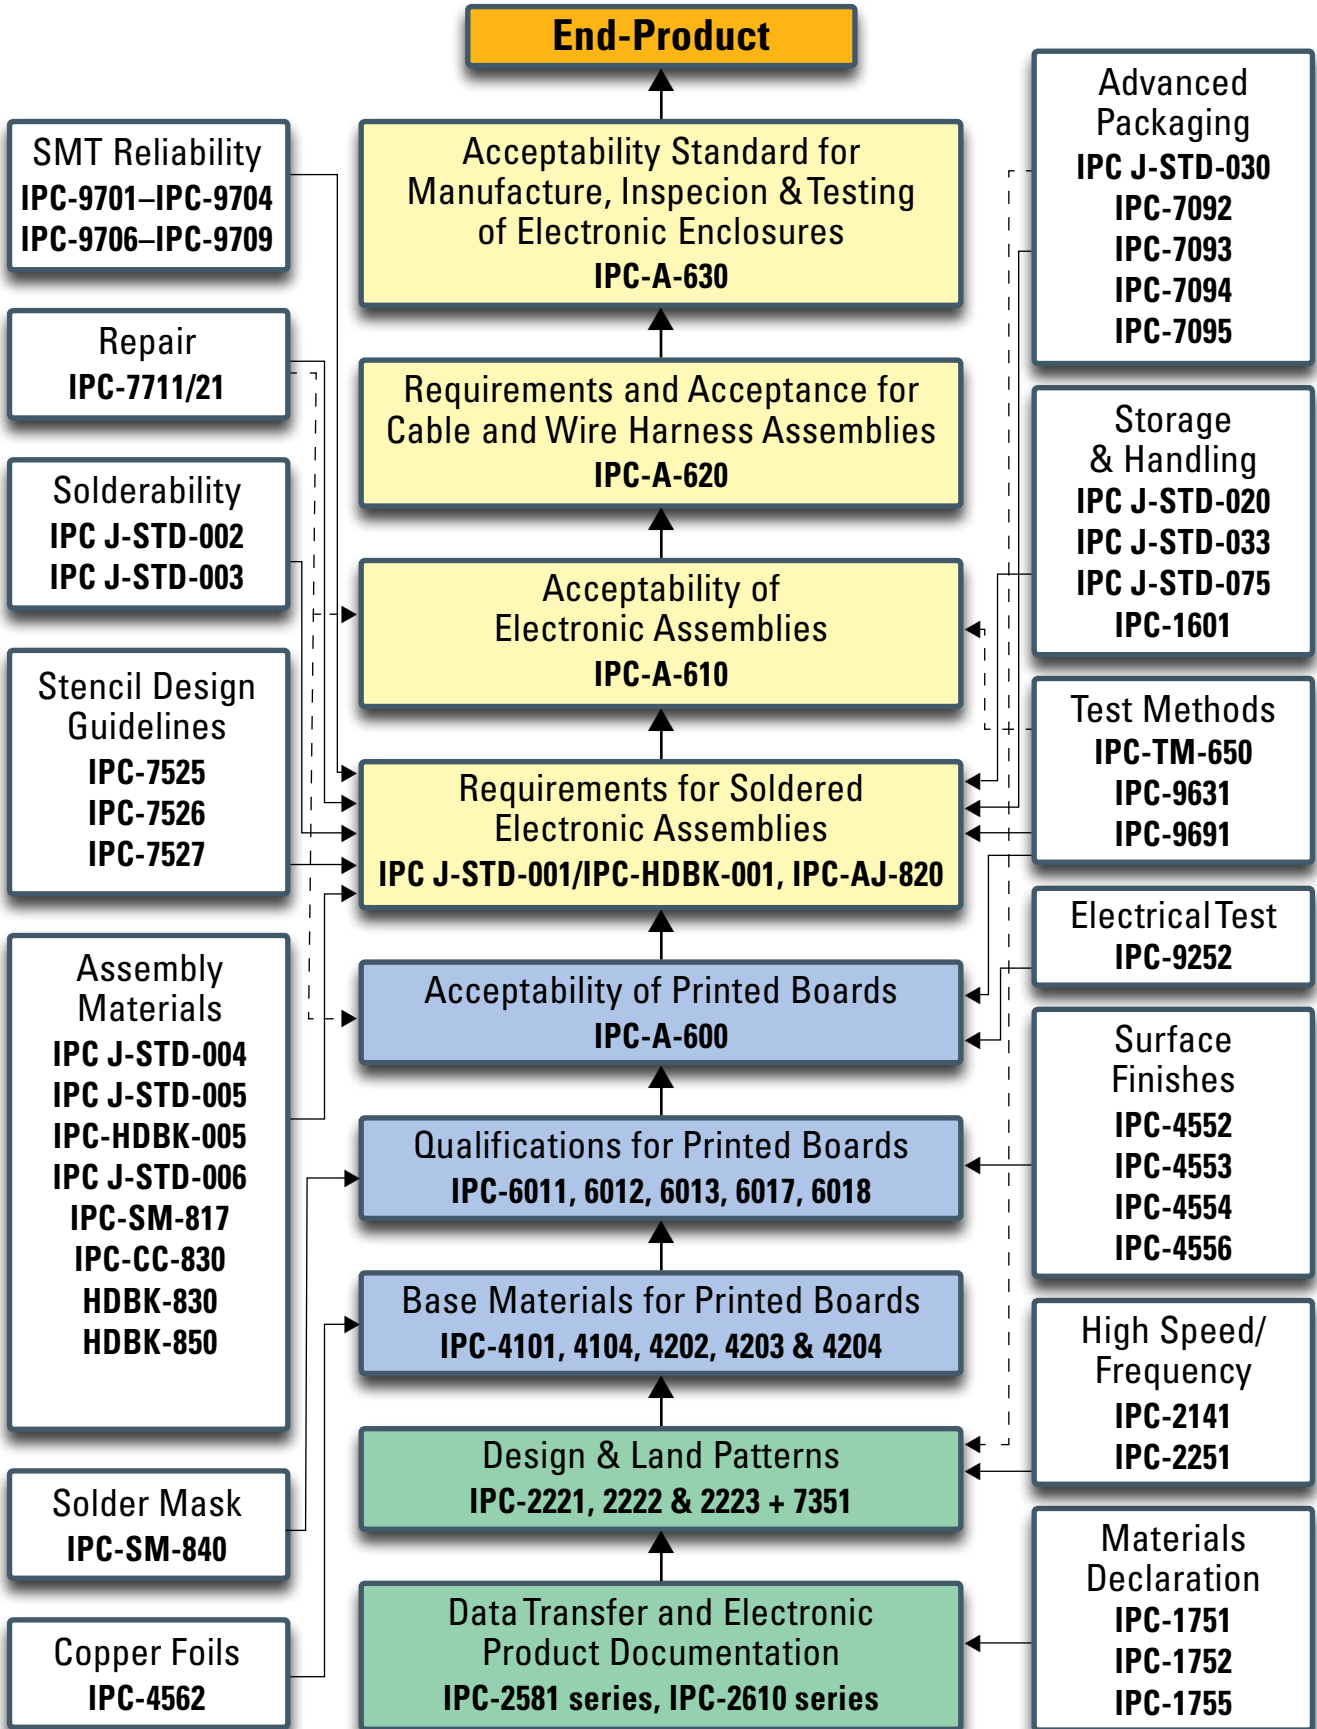 End-Product
SMT Reliability
IPC-9701–IPC-9704
IPC-9706–IPC-9709
Repair
IPC-7711/21
Solderability
IPC J-STD-002
IPC J-STD-003
Stencil Design
Guidelines
IPC-7525
IPC-7526
IPC-7527
Assembly
Materials
IPC J-STD-004
IPC J-STD-005
IPC-HDBK-005
IPC J-STD-006
IPC-SM-817
IPC-CC-830
HDBK-830
HDBK-850
Solder Mask
IPC-SM-840
Copper Foils
IPC-4562
Acceptability Standard for
Manufacture, Inspecion & Testing
of Electronic Enclosures
IPC-A-630
Requirements and Acceptance for
Cable and Wire Harness Assemblies
IPC-A-620
Acceptability of
Electronic Assemblies
IPC-A-610
Requirements for Soldered
Electronic Assemblies
IPC J-STD-001/IPC-HDBK-001, IPC-AJ-820
Acceptability of Printed Boards
IPC-A-600
Qualifications for Printed Boards
IPC-6011, 6012, 6013, 6017, 6018
Base Materials for Printed Boards
IPC-4101, 4104, 4202, 4203 & 4204
Design & Land Patterns
IPC-2221, 2222 & 2223 + 7351
Data Transfer and Electronic
Product Documentation
IPC-2581 series, IPC-2610 series
Advanced
Packaging
IPC J-STD-030
IPC-7092
IPC-7093
IPC-7094
IPC-7095
Storage
& Handling
IPC J-STD-020
IPC J-STD-033
IPC J-STD-075
IPC-1601
Test Methods
IPC-TM-650
IPC-9631
IPC-9691
Electrical Test
IPC-9252
Surface
Finishes
IPC-4552
IPC-4553
IPC-4554
IPC-4556
High Speed/
Frequency
IPC-2141
IPC-2251
Materials
Declaration
IPC-1751
IPC-1752
IPC-1755